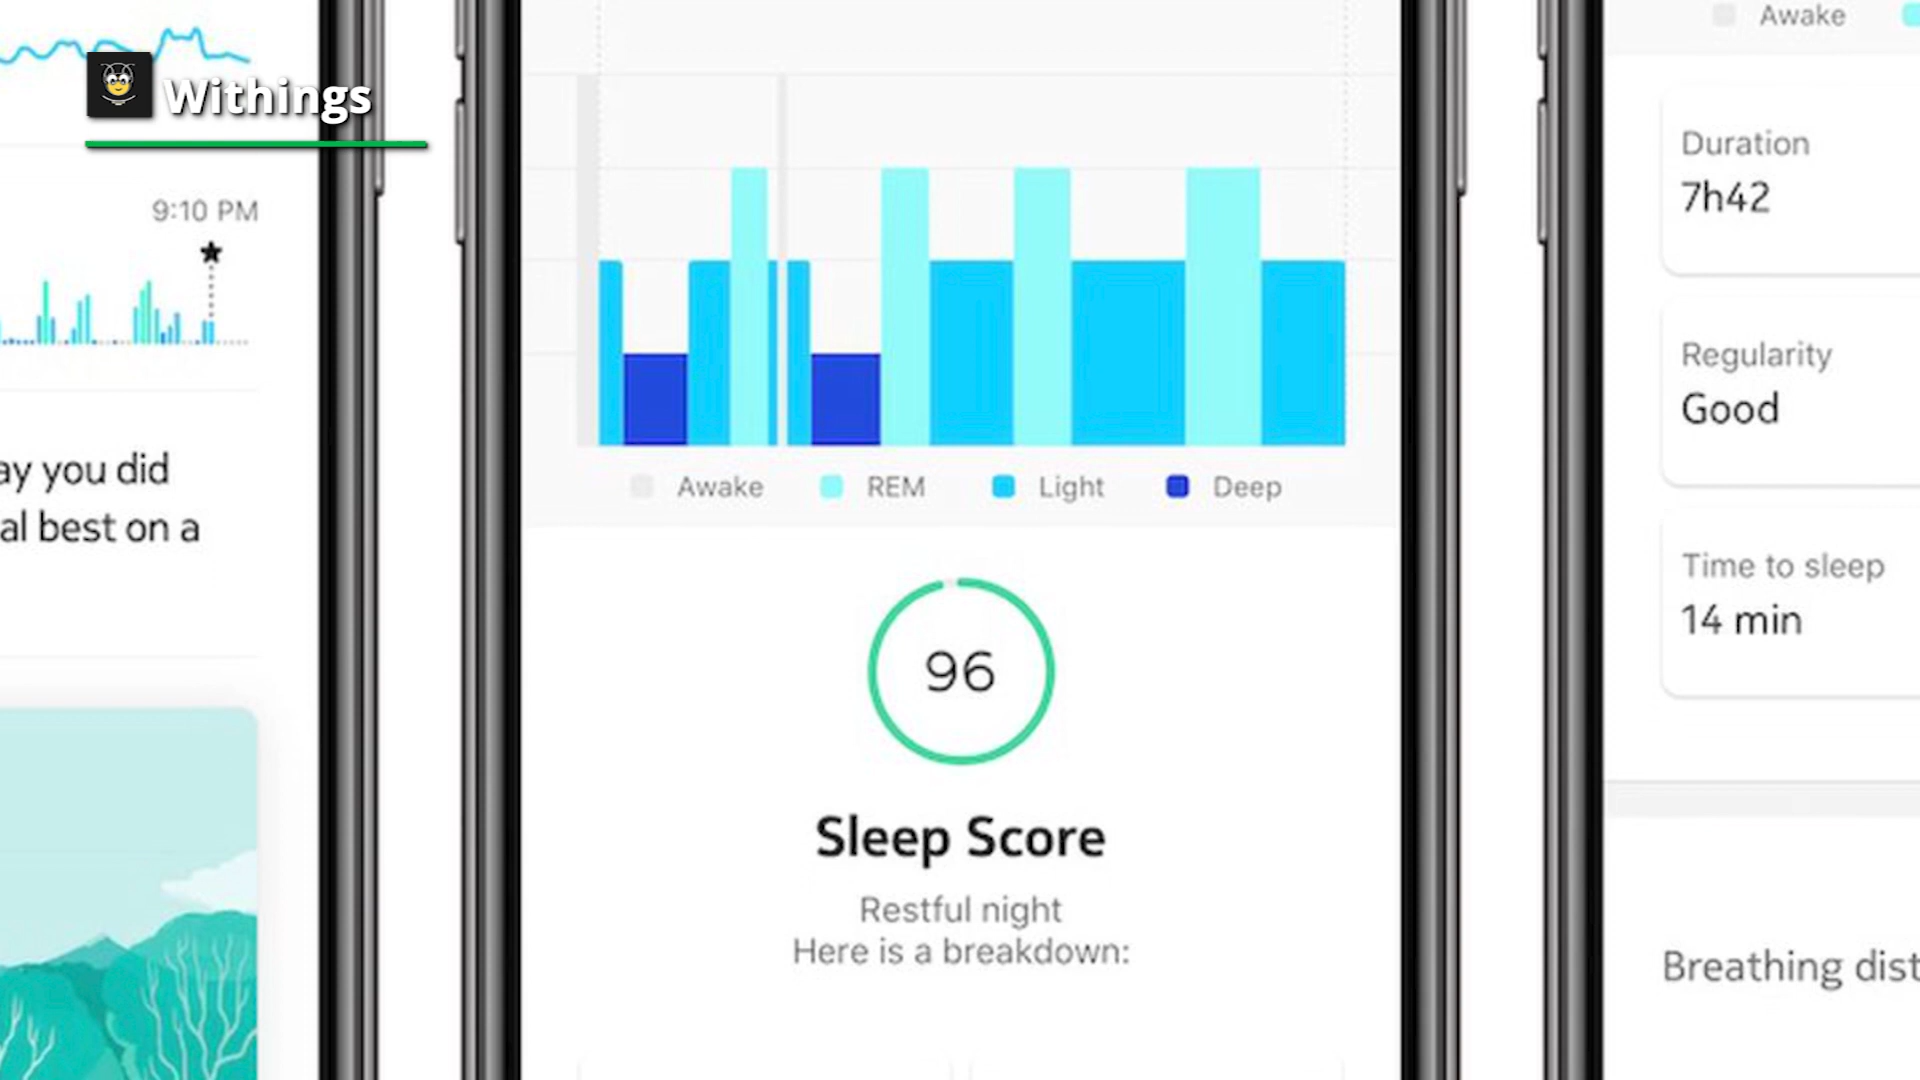 Withings
9:10 PM
ay you did
al best on a
Awake
REM
Light
Deep
96
Sleep Score
Restful night
Here is a breakdown:
Awake
Duration
7h42
Regularity
Good
Time to sleep
14 min
Breathing dist